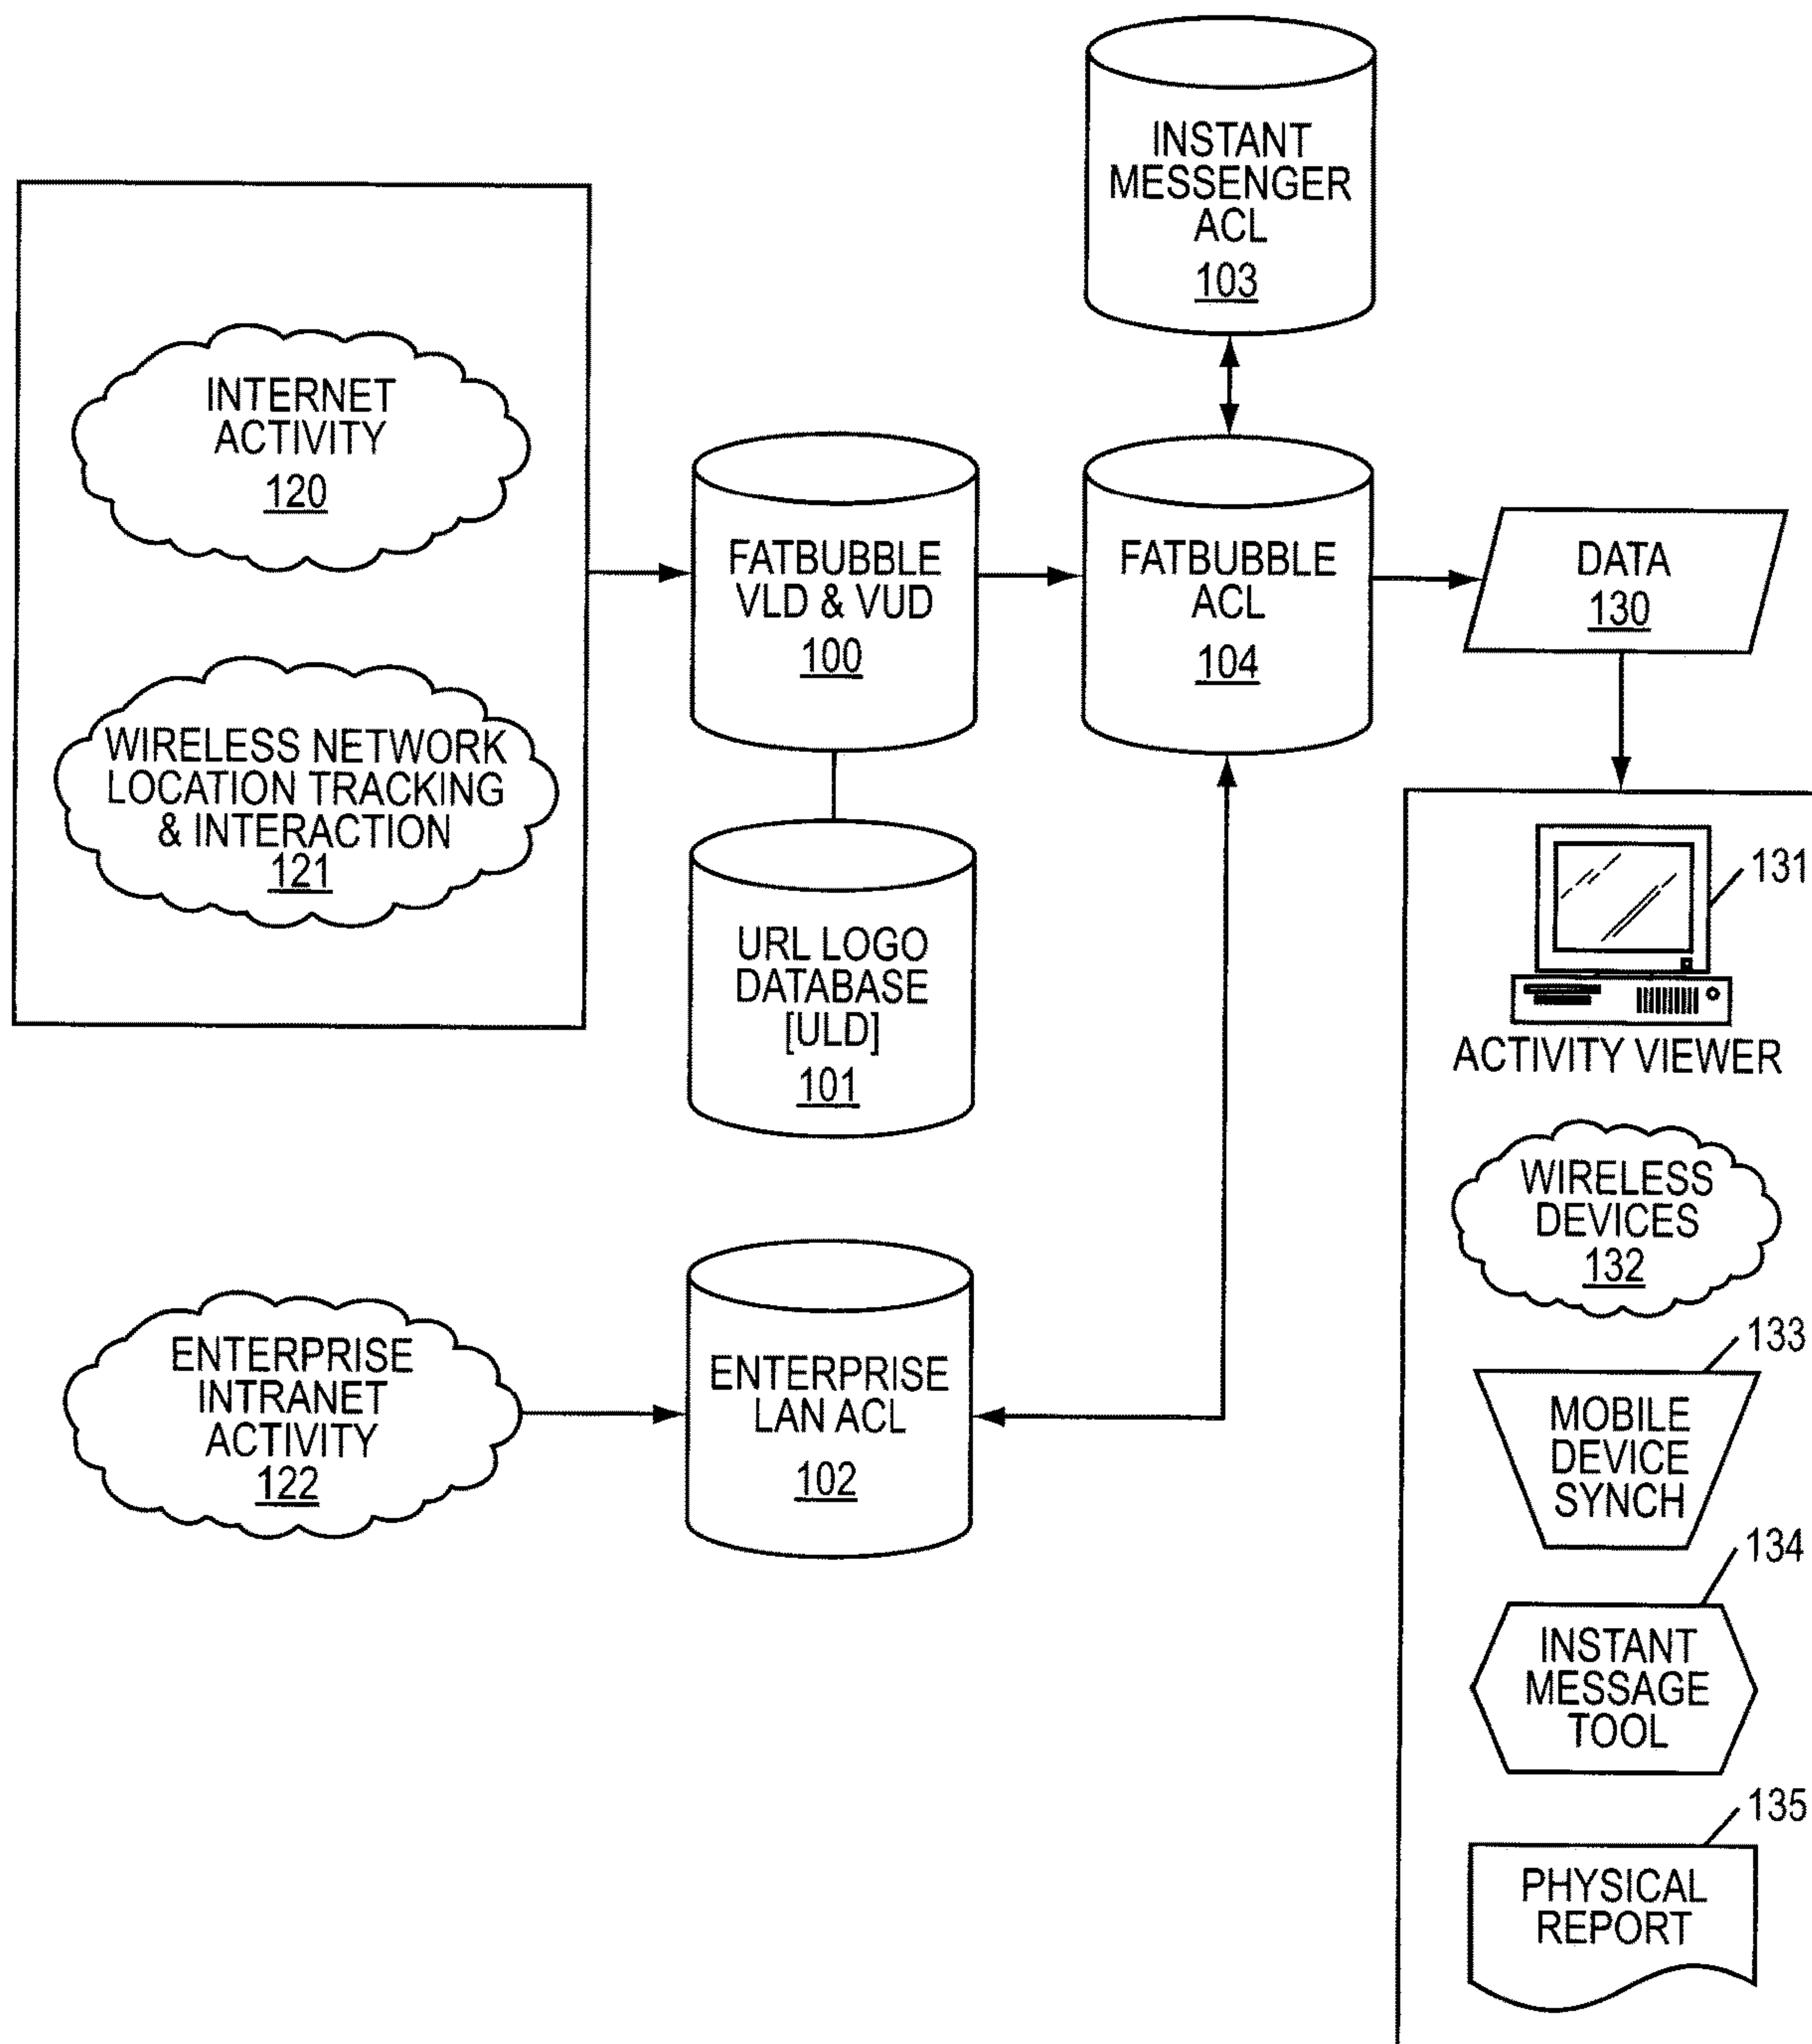 INSTANT
MESSENGER
ACL
103
INTERNET
ACTIVITY
120
WIRELESS NETWORK
LOCATION TRACKING
& INTERACTION
121
FATBUBBLE
VLD & VUD
100
FATBUBBLE
ACL
104
DATA
130
URL LOGO
DATABASE
[ULD]
101
131
ACTIVITY VIEWER
WIRELESS
DEVICES
132
ENTERPRISE
INTRANET
ACTIVITY
122
ENTERPRISE
LAN ACL
102
133
MOBILE
DEVICE
SYNCH
134
INSTANT
MESSAGE
TOOL
135
PHYSICAL
REPORT